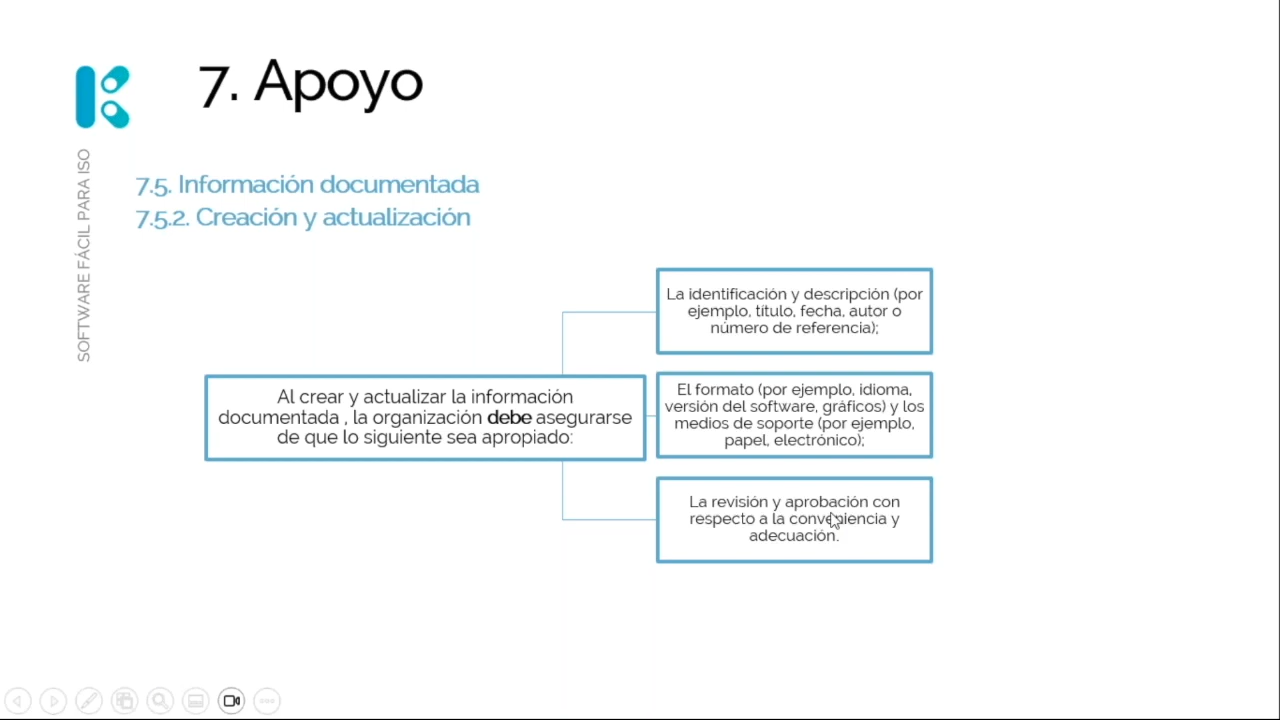 7. Apoyo
SOFTWARE FÁCIL PARA ISO
7.5. Información documentada
7.5.2. Creación y actualización
Al crear y actualizar la información
documentada , la organización debe asegurarse
de que lo siguiente sea apropiado:
La identificación y descripción (por
ejemplo, título, fecha, autor o
número de referencia);
El formato (por ejemplo, idioma,
versión del software, gráficos) y los
medios de soporte (por ejemplo,
papel, electrónico);
La revisión y aprobación con
respecto a la conveniencia y
adecuación.